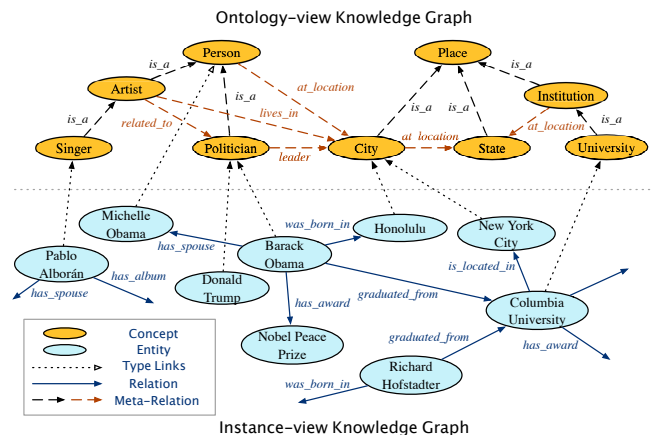 Ontology-view Knowledge Graph
Person
Place
is_a
is_a
at_location
is_a
Artist
is_a
is_a
is_a
Institution
is_a
lives_in
related_to
at_location
at_location
is_a
Singer
Politician
leader
City
State
University
Michelle
Obama
was_born_in
Honolulu
New York
City
has_spouse
Barack
Obama
Pablo
Alborán
has_album
is_located_in
has_spouse
Donald
Trump
graduated_from
Columbia
University
has_award
Nobel Peace
Prize
graduated_from
has_award
Concept
Entity
Type Links
Relation
Meta-Relation
Richard
Hofstadter
was_born_in
Instance-view Knowledge Graph